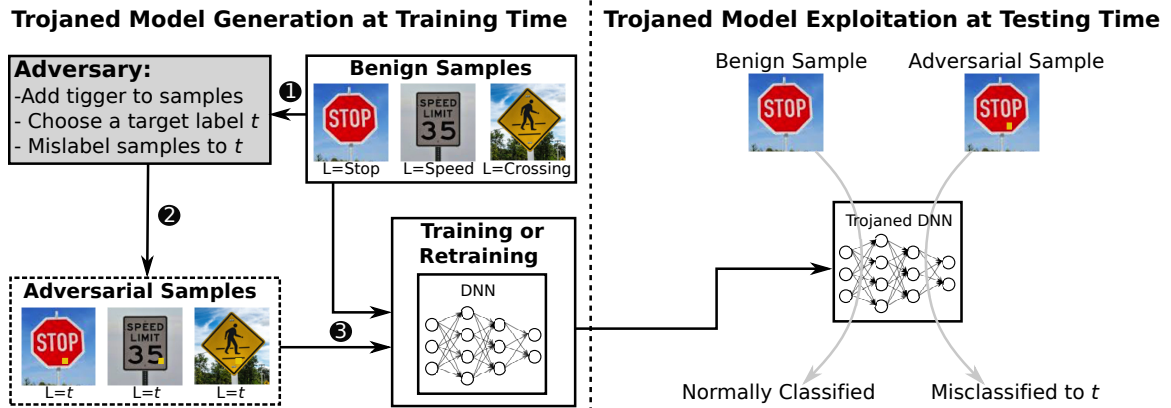 Trojaned Model Generation at Training Time
Adversary:
-Add tigger to samples
- Choose a target label t
- Mislabel samples to t
❶
Benign Samples
STOP
SPEED
LIMIT
35
L=Stop
L=Speed
L=Crossing
❷
Adversarial Samples
STOP
SPEED
LIMIT
35
L=t
L=t
L=t
❸
Training or
Retraining
DNN
Trojaned Model Exploitation at Testing Time
Benign Sample
Adversarial Sample
STOP
STOP
Trojaned DNN
Normally Classified
Misclassified to t